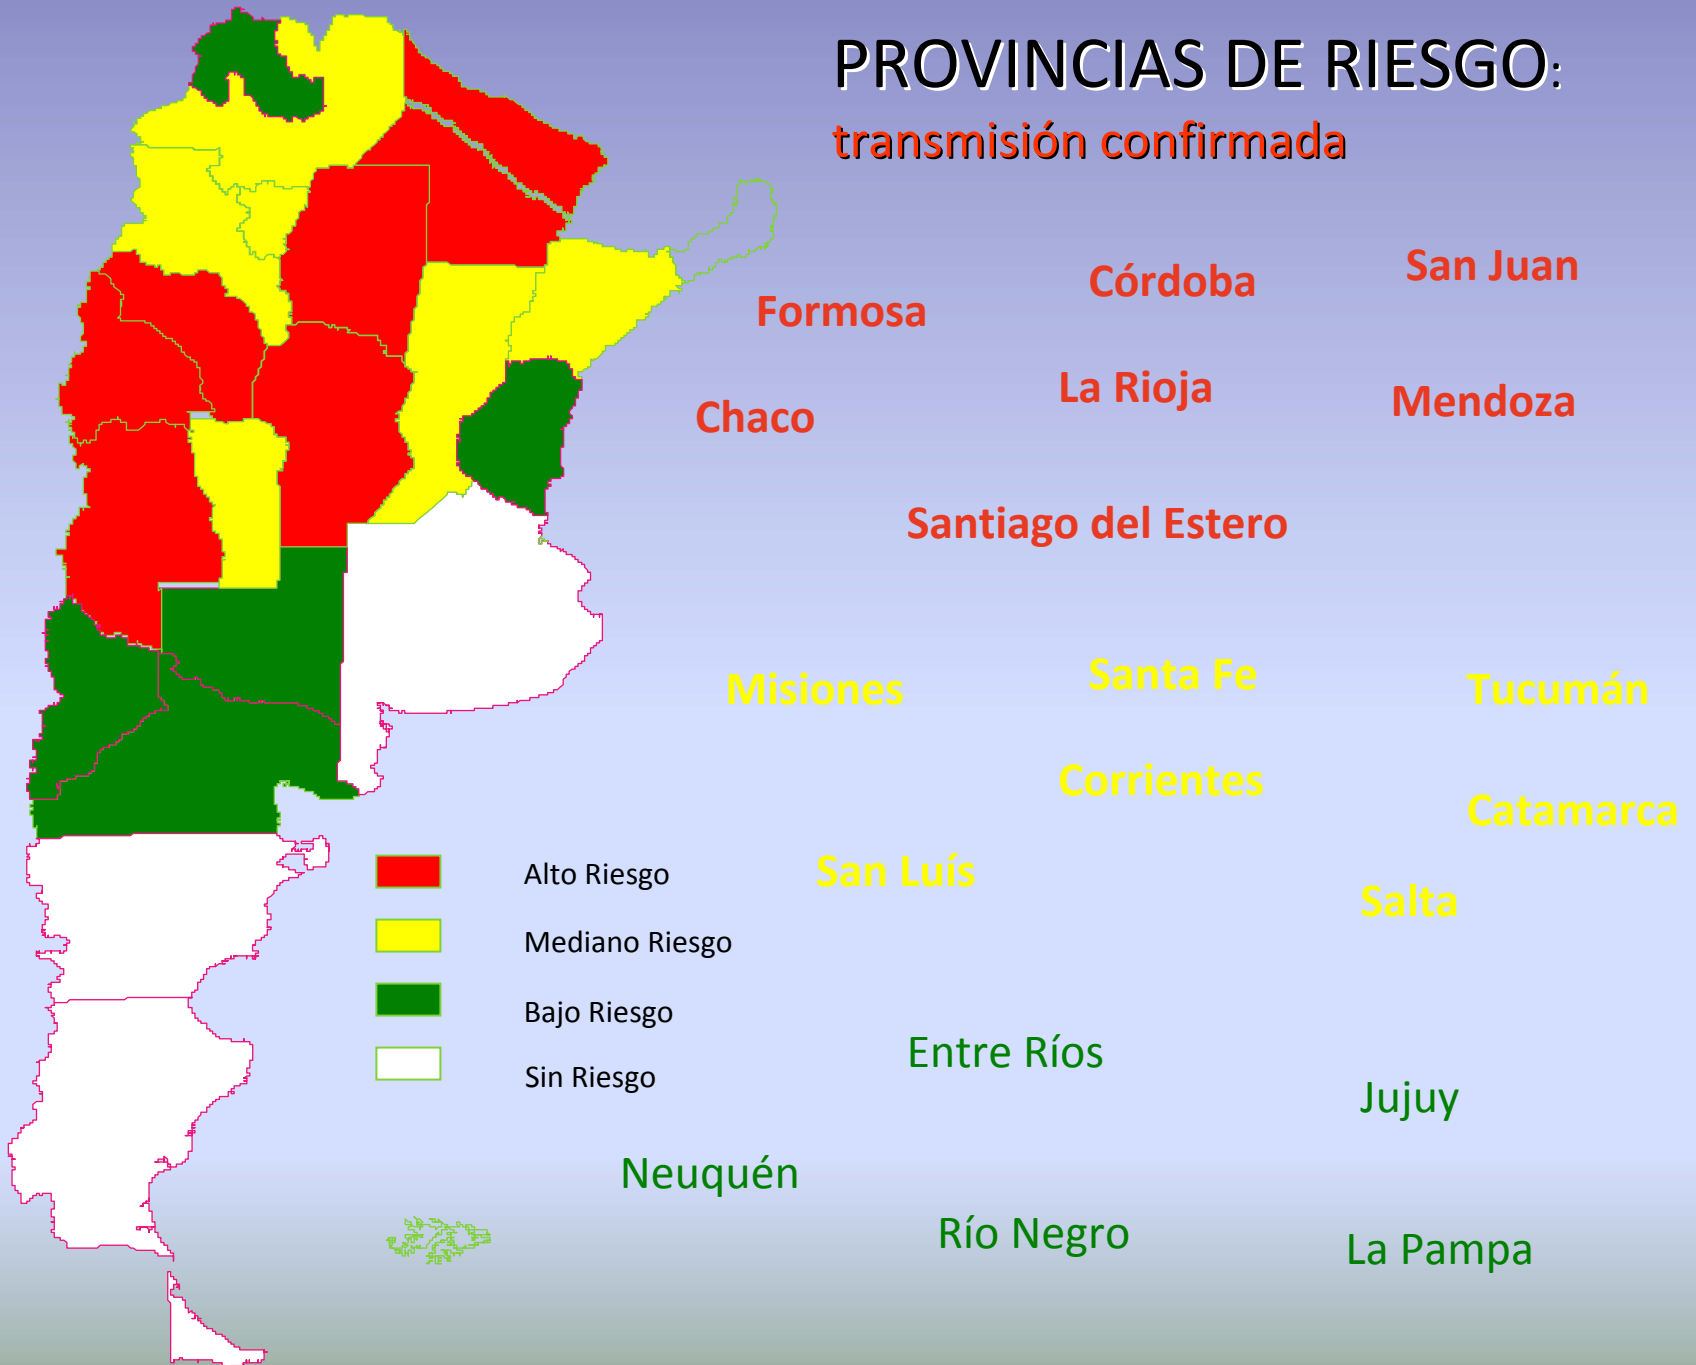 PROVINCIAS DE RIESGO:
transmisión confirmada
Formosa
Córdoba
San Juan
Chaco
La Rioja
Mendoza
Santiago del Estero
Misiones
Santa Fe
Tucumán
Corrientes
Catamarca
San Luís
Salta
Alto Riesgo
Mediano Riesgo
Bajo Riesgo
Sin Riesgo
Entre Ríos
Jujuy
Neuquén
Río Negro
La Pampa